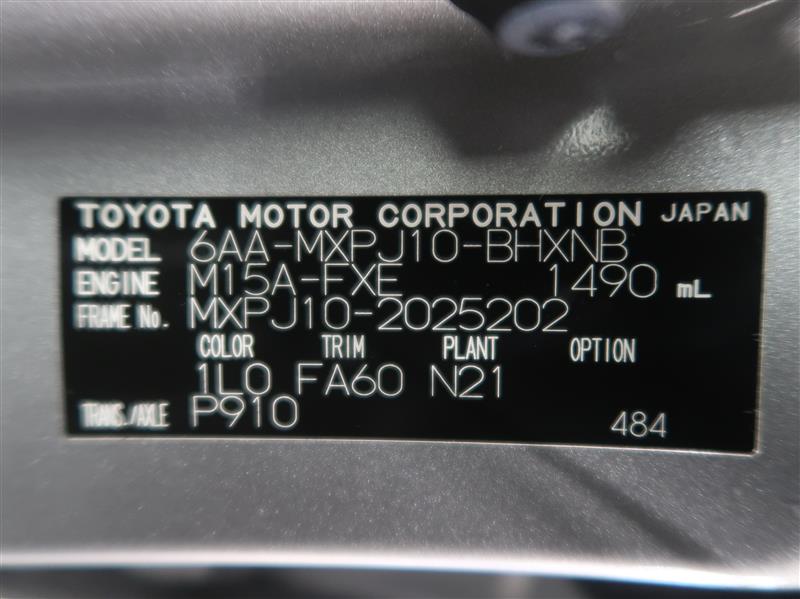 TOYOTA MOTOR CORPORATION JAPAN
MODEL 6AA-MXPJ10-BHXNB
ENGINE M15A-FXE 1490 mL
FRAME No. MXPJ10-2025202
COLOR TRIM PLANT OPTION
1L0 FA60 N21
TRANS./AXLE P910 484